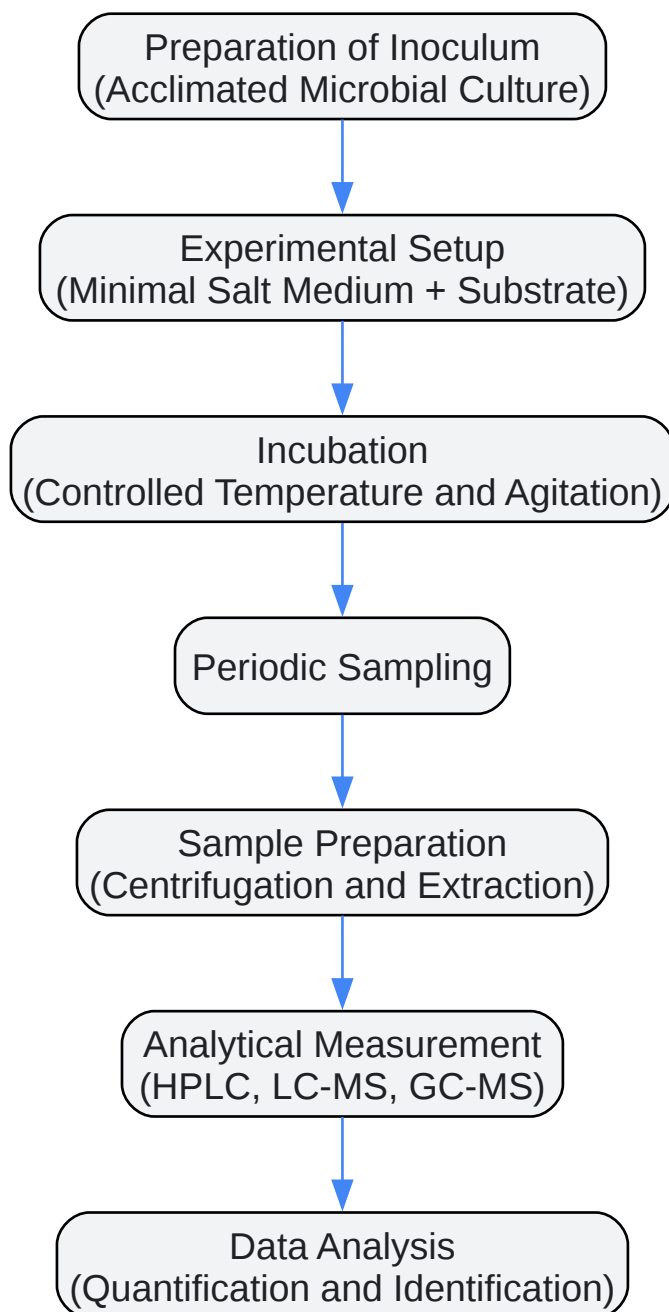 Preparation of Inoculum
(Acclimated Microbial Culture)
Experimental Setup
(Minimal Salt Medium + Substrate)
Incubation
(Controlled Temperature and Agitation)
Periodic Sampling
Sample Preparation
(Centrifugation and Extraction)
Analytical Measurement
(HPLC, LC-MS, GC-MS)
Data Analysis
(Quantification and Identification)